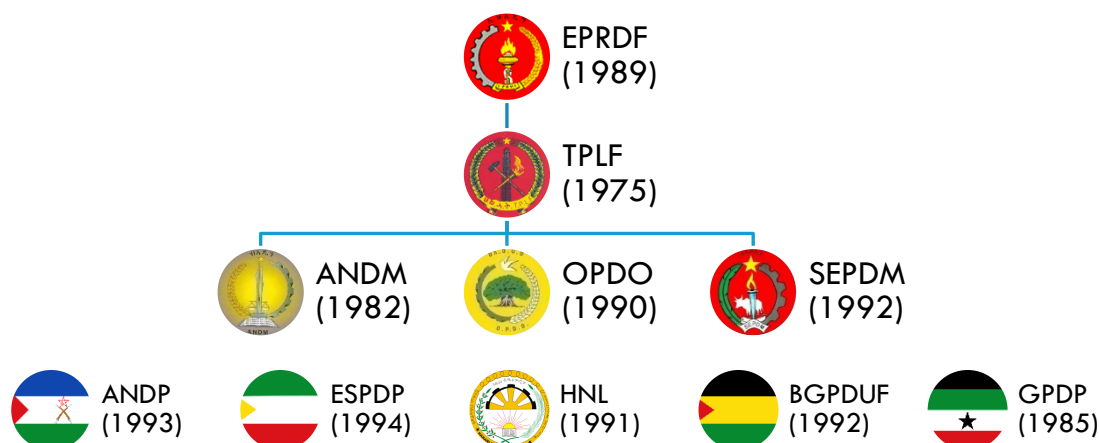 EPRDF
(1989)
TPLF
(1975)
ANDM
(1982)
OPDO
(1990)
SEPDM
(1992)
ANDP
(1993)
ESPDP
(1994)
HNL
(1991)
BGPDUF
(1992)
GPDP
(1985)
ANDM